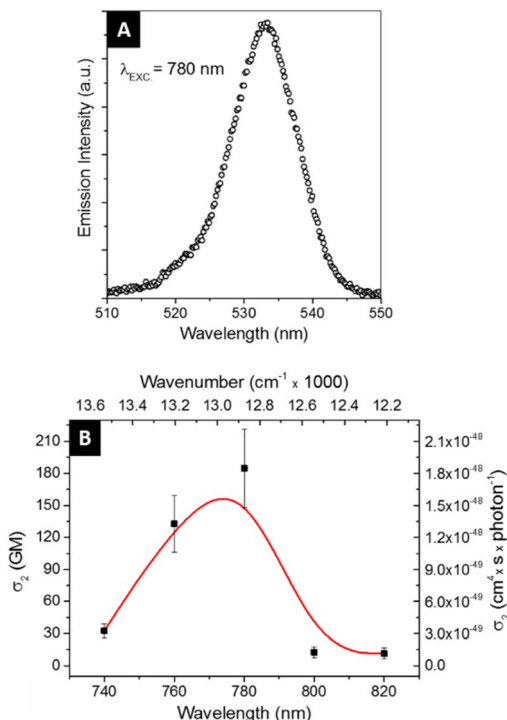 A
λEXC. = 780 nm
Emission Intensity (a.u.)
510 520 530 540 550
Wavelength (nm)
Wavenumber (cm⁻¹ x 1000)
13.6 13.4 13.2 13.0 12.8 12.6 12.4 12.2
B
210 2.1x10⁻⁴⁸
180 1.8x10⁻⁴⁸
150 1.5x10⁻⁴⁸
120 1.2x10⁻⁴⁸
90 9.0x10⁻⁴⁹
60 6.0x10⁻⁴⁹
30 3.0x10⁻⁴⁹
0 0.0
σ₂ (GM)
σ₂ (cm⁴ x s x photon⁻¹)
740 760 780 800 820
Wavelength (nm)